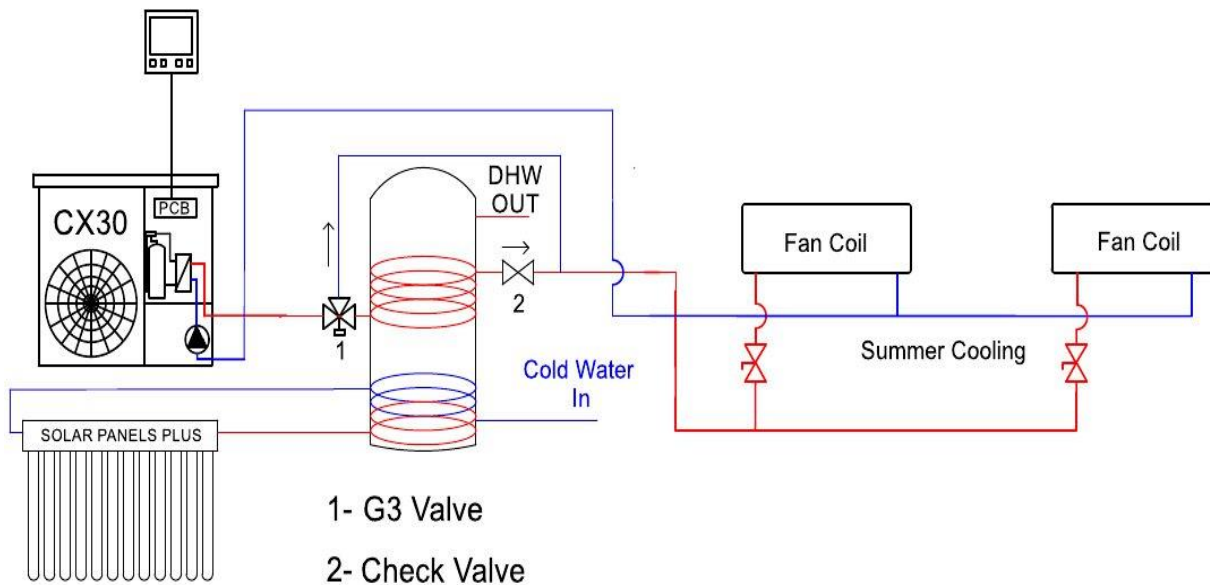 PCB
CX30
DHW
OUT
1
2
Fan Coil
Fan Coil
Summer Cooling
Cold Water
In
SOLAR PANELS PLUS
1- G3 Valve
2- Check Valve